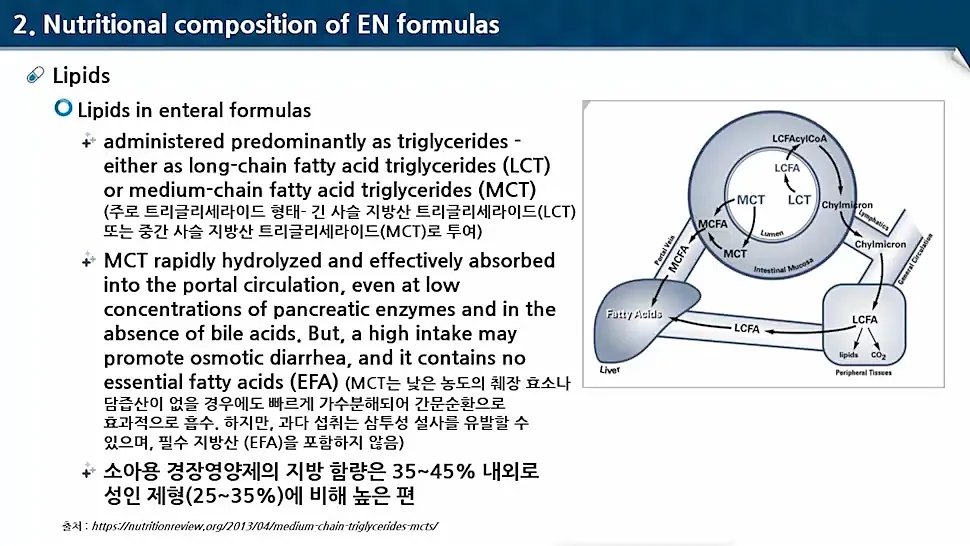 2. Nutritional composition of EN formulas
Lipids
Lipids in enteral formulas
administered predominantly as triglycerides -
either as long-chain fatty acid triglycerides (LCT)
or medium-chain fatty acid triglycerides (MCT)
(주로 트리글리세라이드 형태- 긴 사슬 지방산 트리글리세라이드(LCT)
또는 중간 사슬 지방산 트리글리세라이드(MCT)로 투여)
MCT rapidly hydrolyzed and effectively absorbed
into the portal circulation, even at low
concentrations of pancreatic enzymes and in the
absence of bile acids. But, a high intake may
promote osmotic diarrhea, and it contains no
essential fatty acids (EFA) (MCT는 낮은 농도의 췌장 효소나
담즙산이 없을 경우에도 빠르게 가수분해되어 간문순환으로
효과적으로 흡수. 하지만, 과다 섭취는 삼투성 설사를 유발할 수
있으며, 필수 지방산 (EFA)을 포함하지 않음)
소아용 경장영양제의 지방 함량은 35~45% 내외로
성인 제형(25~35%)에 비해 높은 편
출처 : https://nutritionreview.org/2013/04/medium-chain-triglycerides-mcts/
LCFAcylCoA
LCFA
MCT
LCT
Chylmicron
MCFA
Lumen
MCT
Intestinal Mucosa
Lymphatics
Chylmicron
General Circulation
Portal Vein
MCFA
Fatty Acids
LCFA
LCFA
lipids
CO2
Liver
Peripheral Tissues